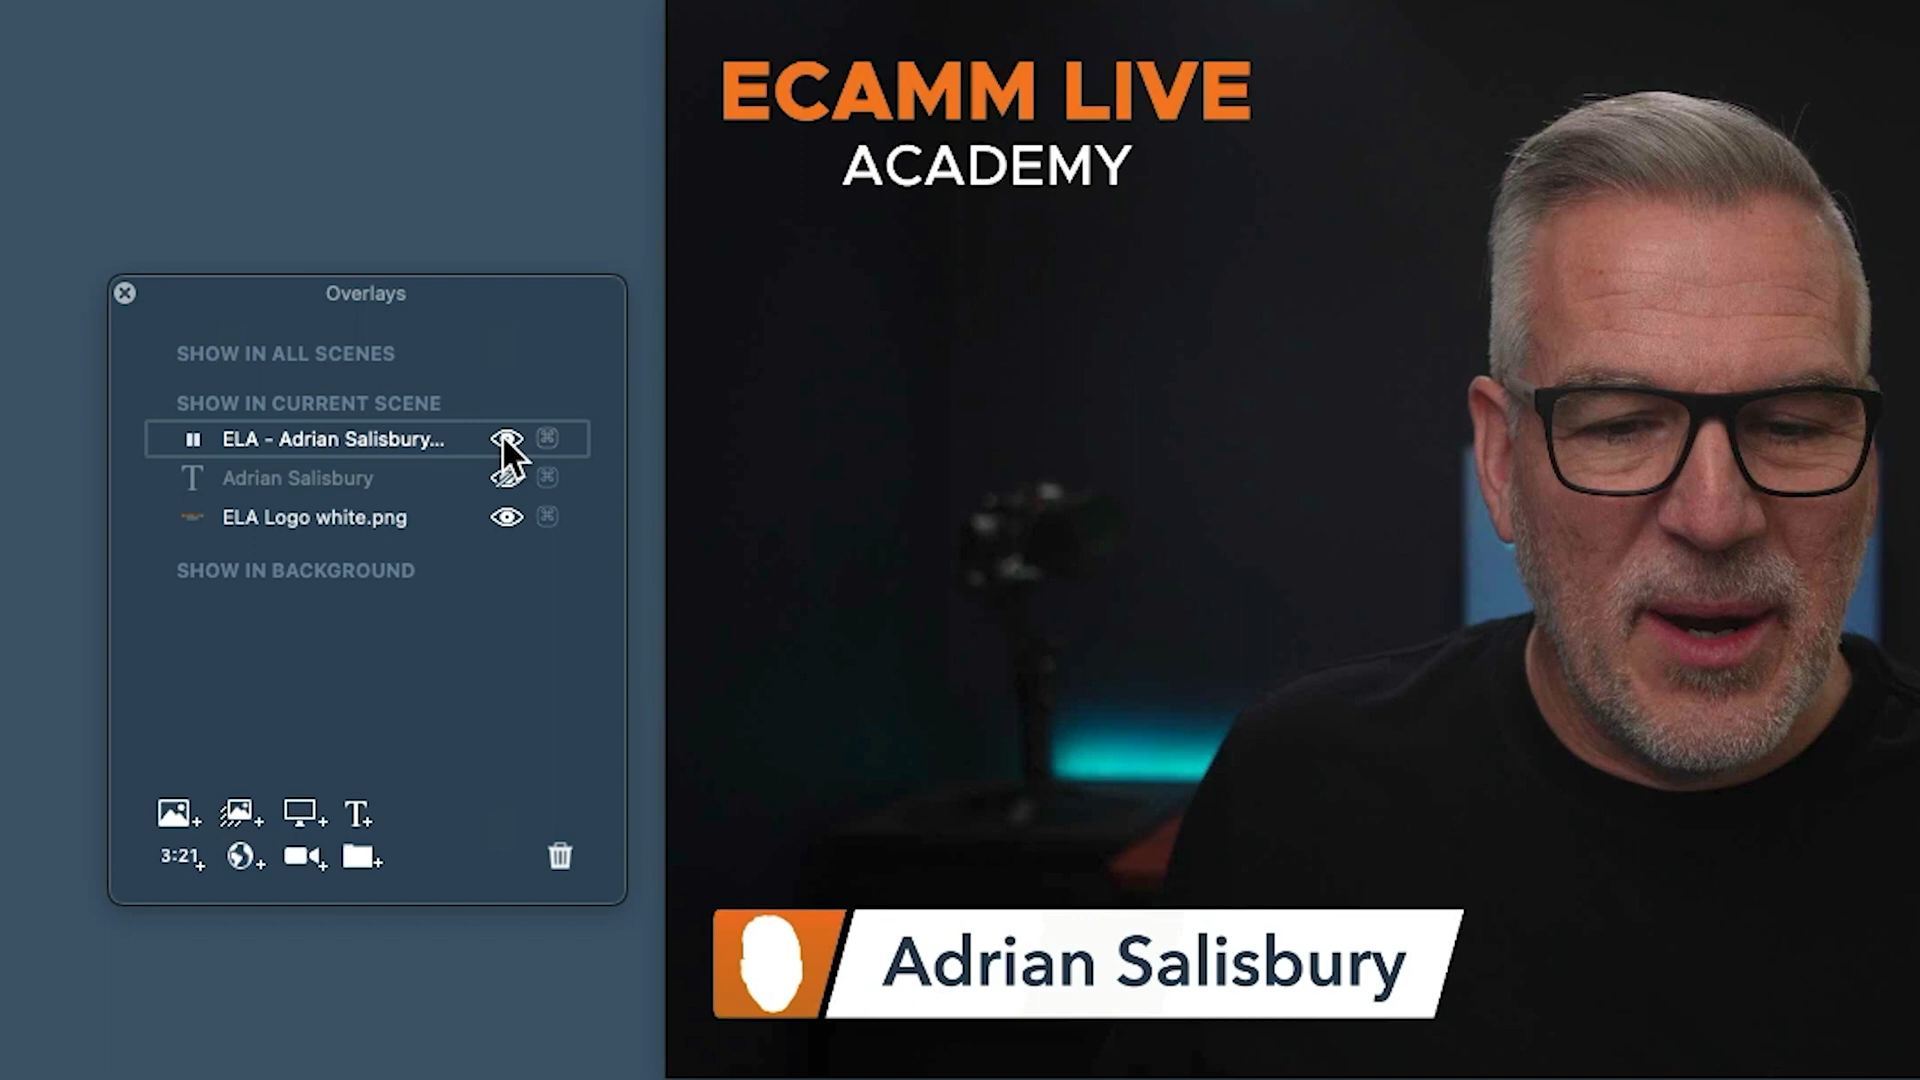 ECAMM LIVE
ACADEMY
Overlays
SHOW IN ALL SCENES
SHOW IN CURRENT SCENE
ELA - Adrian Salisbury...
T Adrian Salisbury
ELA Logo white.png
SHOW IN BACKGROUND
T+
3:21+
Adrian Salisbury